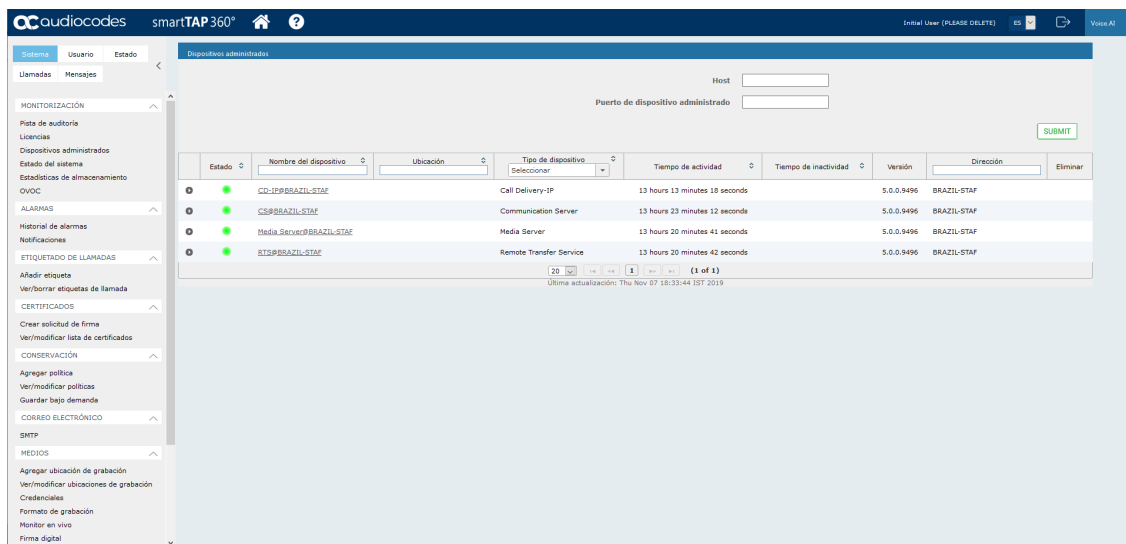 audiocodes smartTAP 360° Initial User (PLEASE DELETE) ES Voice.AI
Sistema Usuario Estado
Llamadas Mensajes
MONITORIZACIÓN
Pista de auditoría
Licencias
Dispositivos administrados
Estado del sistema
Estadísticas de almacenamiento
OVOC
ALARMAS
Historial de alarmas
Notificaciones
ETIQUETADO DE LLAMADAS
Añadir etiqueta
Ver/borrar etiquetas de llamada
CERTIFICADOS
Crear solicitud de firma
Ver/modificar lista de certificados
CONSERVACIÓN
Agregar política
Ver/modificar políticas
Guardar bajo demanda
CORREO ELECTRÓNICO
SMTP
MEDIOS
Agregar ubicación de grabación
Ver/modificar ubicaciones de grabación
Credenciales
Formato de grabación
Monitor en vivo
Firma digital
Dispositivos administrados
Host
Puerto de dispositivo administrado
SUBMIT
Estado Nombre del dispositivo Ubicación Tipo de dispositivo Seleccionar Tiempo de actividad Tiempo de inactividad Versión Dirección Eliminar
CD-IP@BRAZIL-STAF Call Delivery-IP 13 hours 13 minutes 18 seconds 5.0.0.9496 BRAZIL-STAF
CS@BRAZIL-STAF Communication Server 13 hours 23 minutes 12 seconds 5.0.0.9496 BRAZIL-STAF
Media Server@BRAZIL-STAF Media Server 13 hours 20 minutes 41 seconds 5.0.0.9496 BRAZIL-STAF
RTS@BRAZIL-STAF Remote Transfer Service 13 hours 20 minutes 42 seconds 5.0.0.9496 BRAZIL-STAF
20 1 (1 of 1)
Última actualización: Thu Nov 07 18:33:44 IST 2019